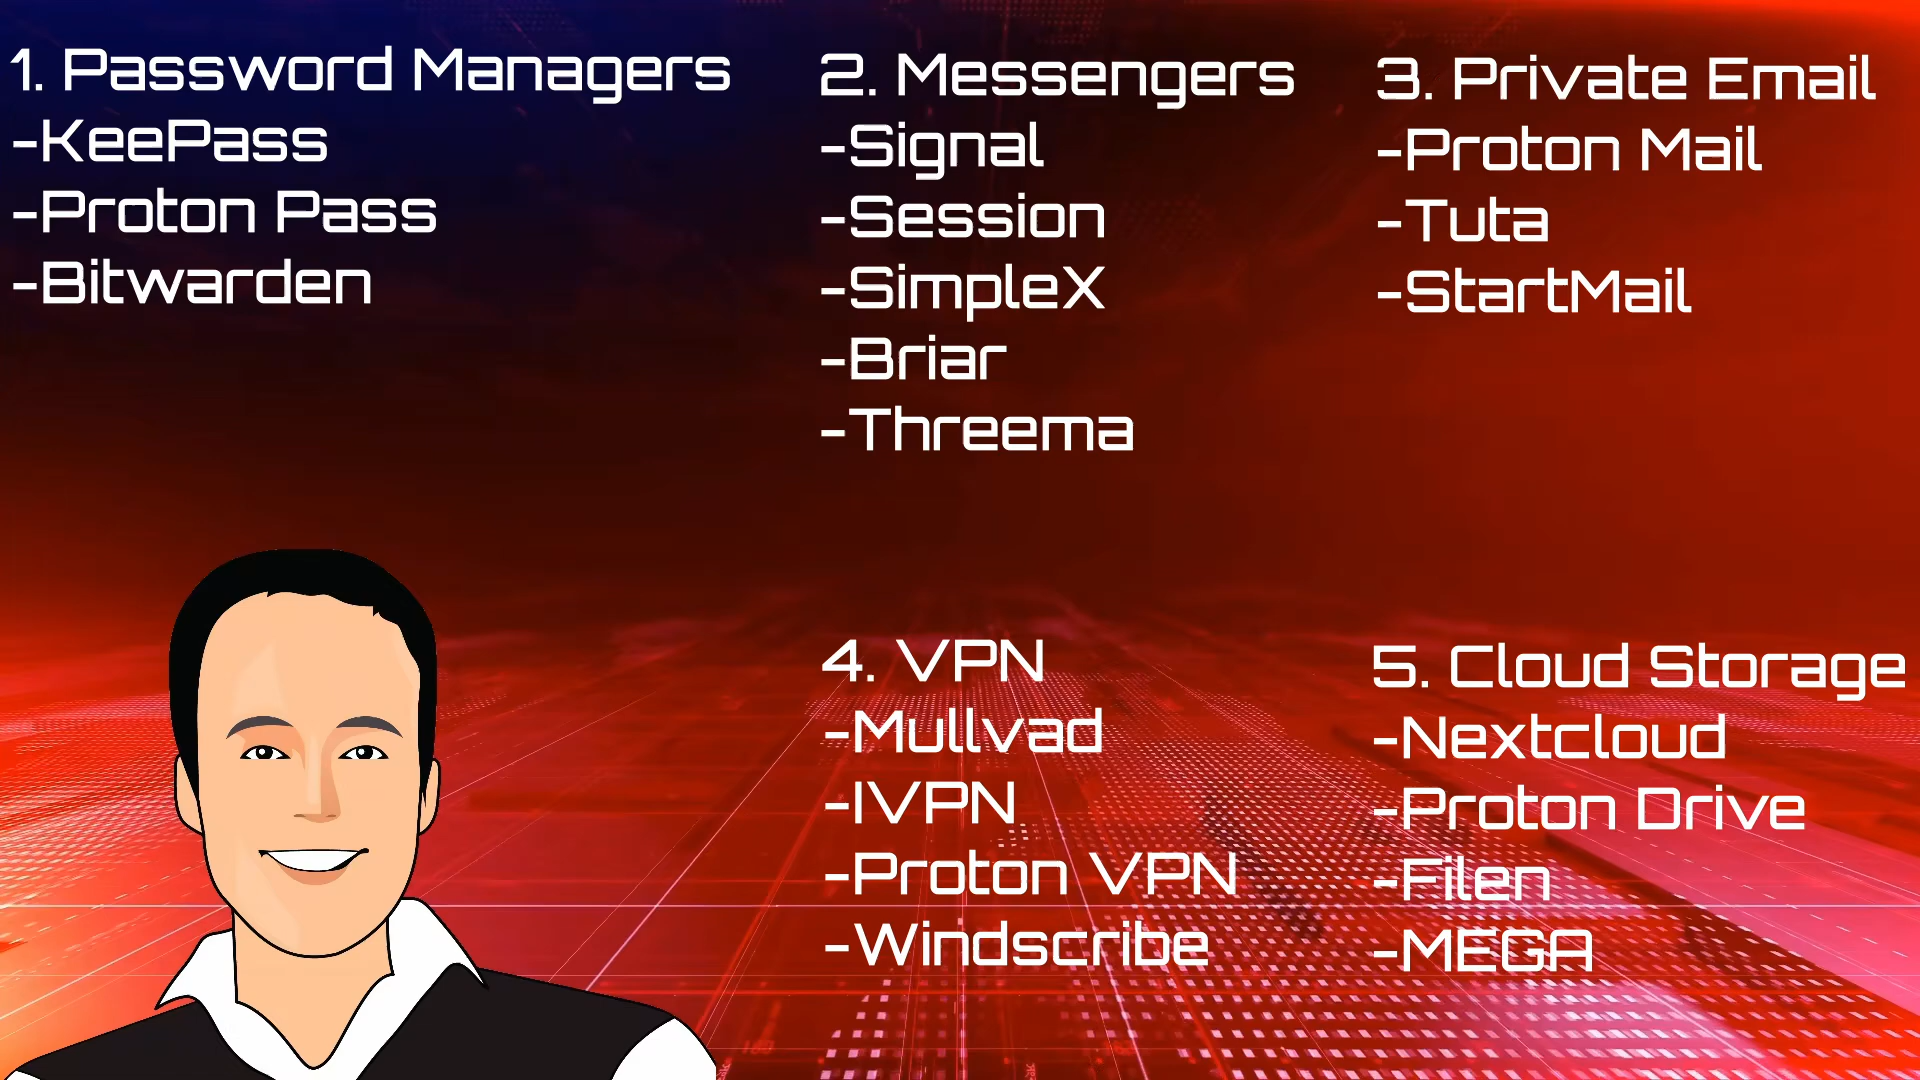 1. Password Managers
-KeePass
-Proton Pass
-Bitwarden
2. Messengers
-Signal
-Session
-SimpleX
-Briar
-Threema
3. Private Email
-Proton Mail
-Tuta
-StartMail
4. VPN
-Mullvad
-IVPN
-Proton VPN
-Windscribe
5. Cloud Storage
-Nextcloud
-Proton Drive
-Filen
-MEGA